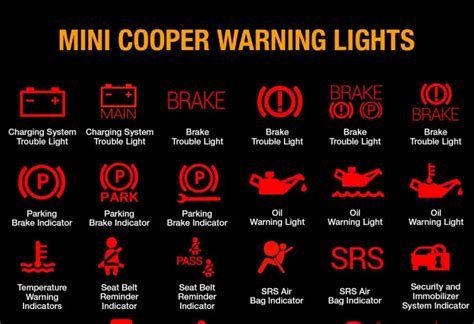 MINI COOPER WARNING LIGHTS
MAIN
BRAKE
BRAKE
BRAKE
Charging System Trouble Light
Charging System Trouble Light
Brake Trouble Light
Brake Trouble Light
Brake Trouble Light
Brake Trouble Light
PARK
Parking Brake Indicator
Parking Brake Indicator
Parking Brake Indicator
Oil Warning Light
Oil Warning Light
Oil Warning Light
PASS
SRS
Temperature Warning Indicators
Seat Belt Reminder Indicator
Seat Belt Reminder Indicator
SRS Air Bag Indicator
SRS Air Bag Indicator
Security and Immobilizer System Indicator